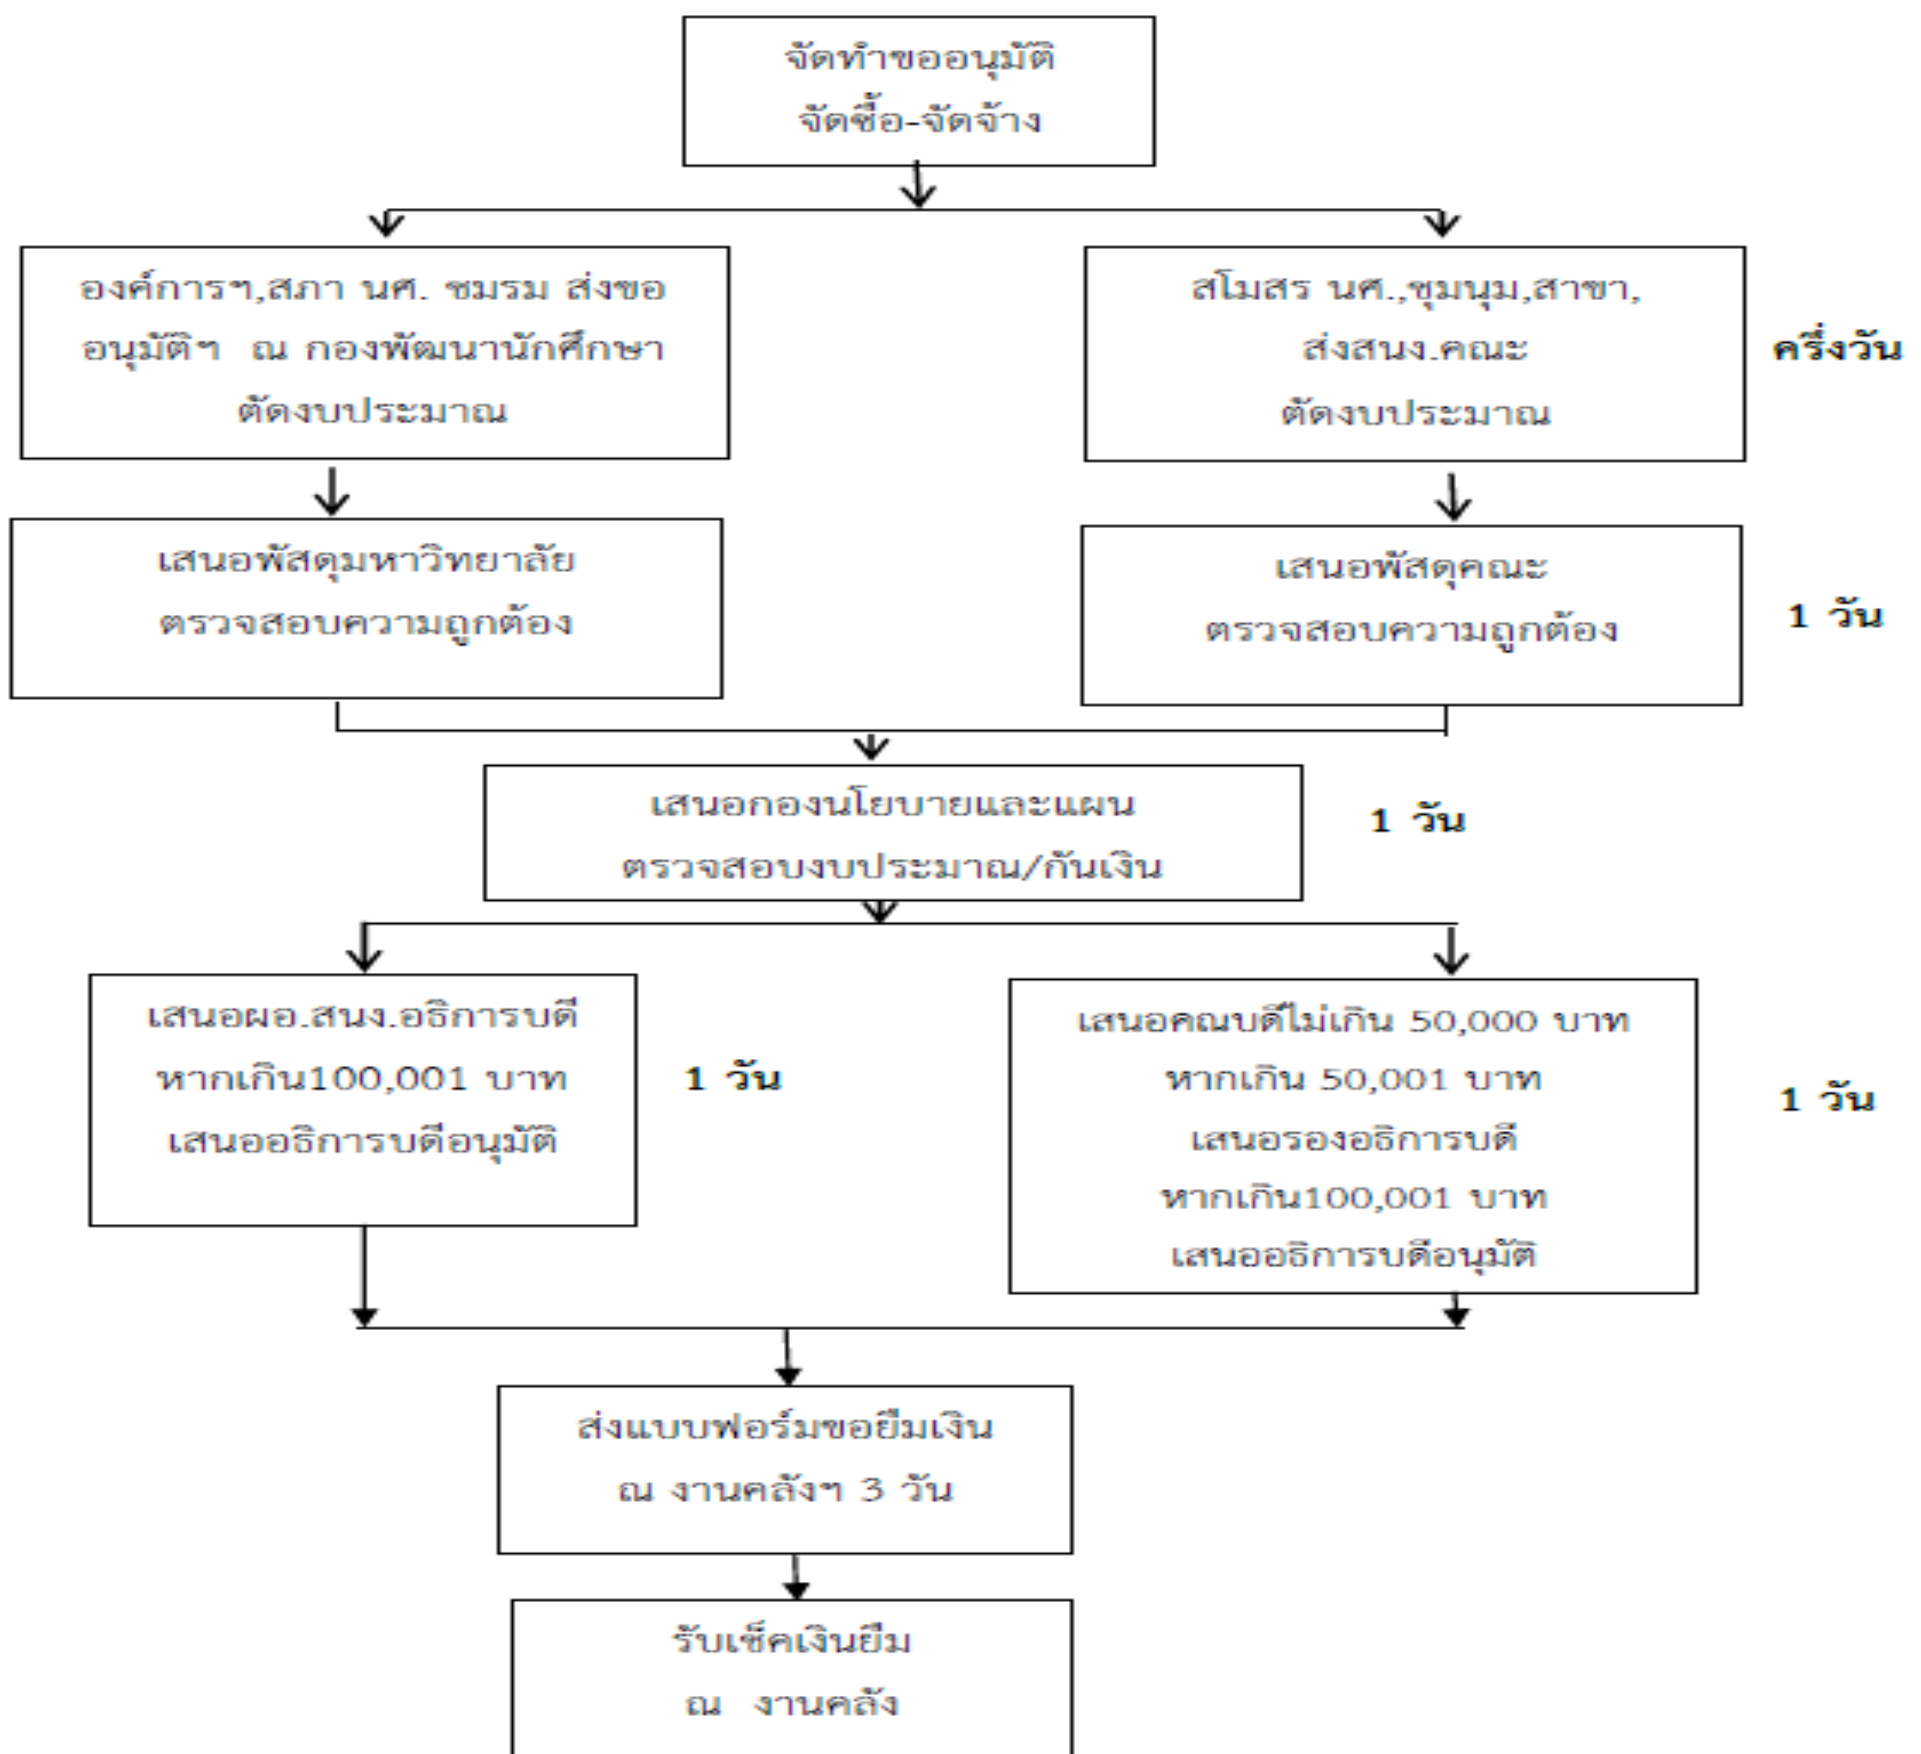 จัดทำขออนุมัติ
จัดซื้อ-จัดจ้าง
องค์การฯ,สภา นศ. ชมรม ส่งขอ
อนุมัติฯ ณ กองพัฒนานักศึกษา
ตัดงบประมาณ
สโมสร นศ.,ชุมนุม,สาขา,
ส่งสนง.คณะ
ตัดงบประมาณ
ครึ่งวัน
เสนอพัสดุมหาวิทยาลัย
ตรวจสอบความถูกต้อง
เสนอพัสดุคณะ
ตรวจสอบความถูกต้อง
1 วัน
เสนอกองนโยบายและแผน
ตรวจสอบงบประมาณ/กันเงิน
1 วัน
เสนอผอ.สนง.อธิการบดี
หากเกิน100,001 บาท
เสนออธิการบดีอนุมัติ
1 วัน
เสนอคณบดีไม่เกิน 50,000 บาท
หากเกิน 50,001 บาท
เสนอรองอธิการบดี
หากเกิน100,001 บาท
เสนออธิการบดีอนุมัติ
1 วัน
ส่งแบบฟอร์มขอยืมเงิน
ณ งานคลังฯ 3 วัน
รับเช็คเงินยืม
ณ งานคลัง